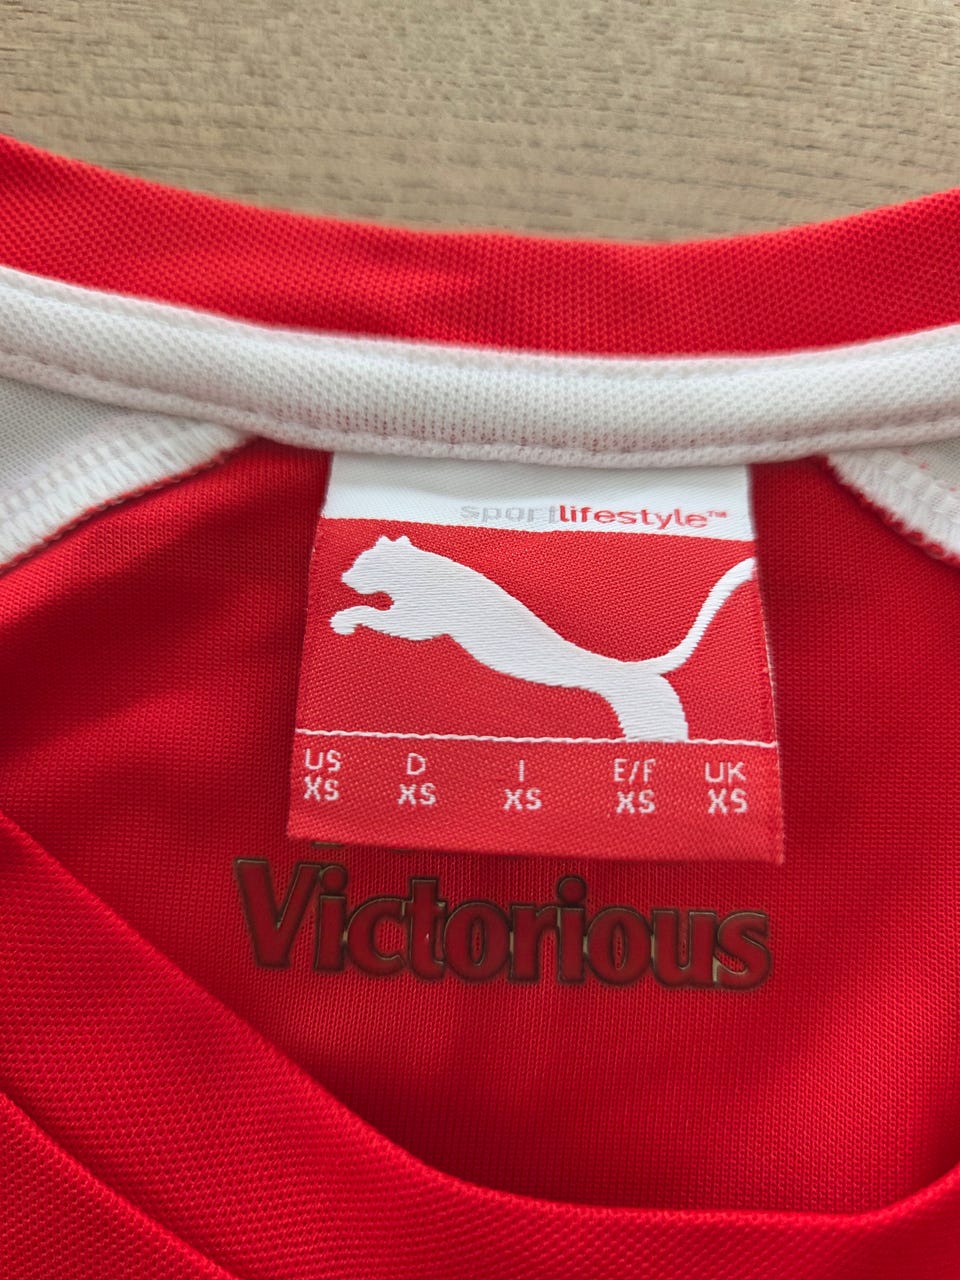 sportlifestyle™
US D I E/F UK
XS XS XS XS XS
Victorious